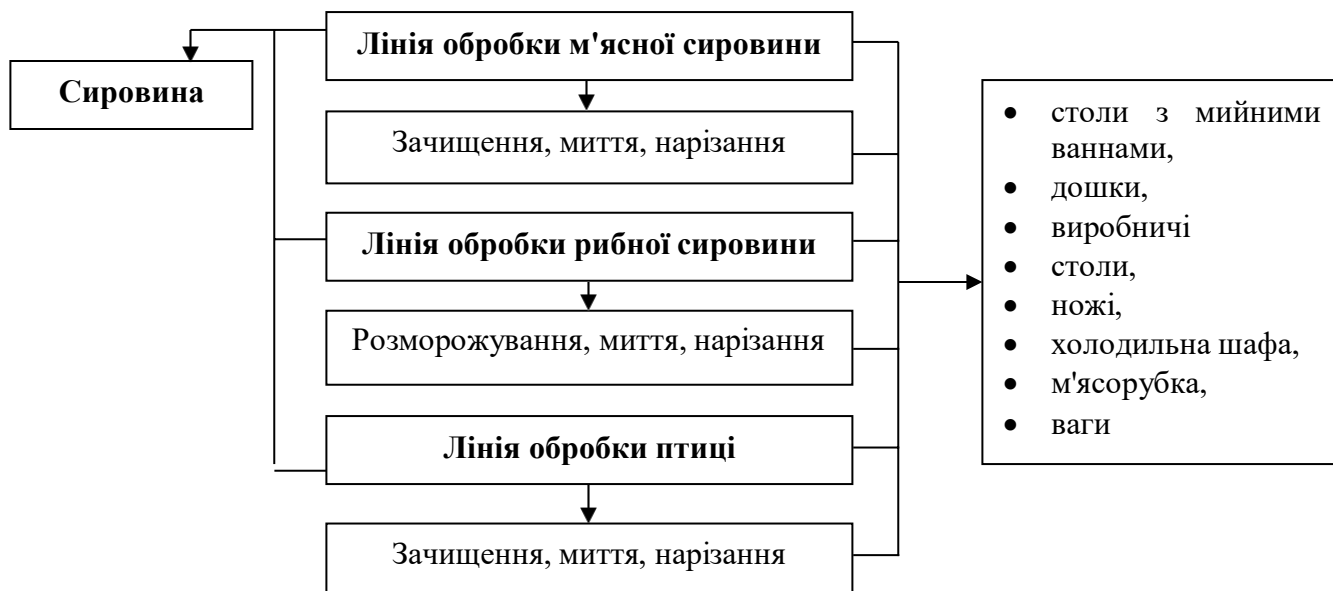 Сировина
Лінія обробки м'ясної сировини
Зачищення, миття, нарізання
Лінія обробки рибної сировини
Розморожування, миття, нарізання
Лінія обробки птиці
Зачищення, миття, нарізання
• столи з мийними
ваннами,
• дошки,
• виробничі
• столи,
• ножі,
• холодильна шафа,
• м'ясорубка,
• ваги